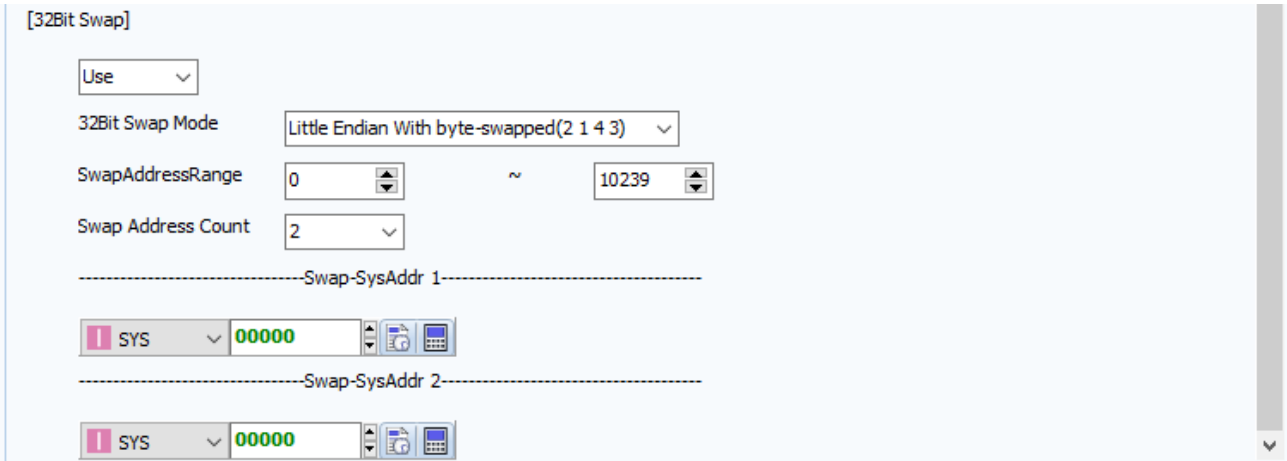 [32Bit Swap]
Use
32Bit Swap Mode Little Endian With byte-swapped(2 1 4 3)
SwapAddressRange 0 ~ 10239
Swap Address Count 2
----------------------------------Swap-SysAddr 1---------------------------------------
SYS 00000
----------------------------------Swap-SysAddr 2---------------------------------------
SYS 00000